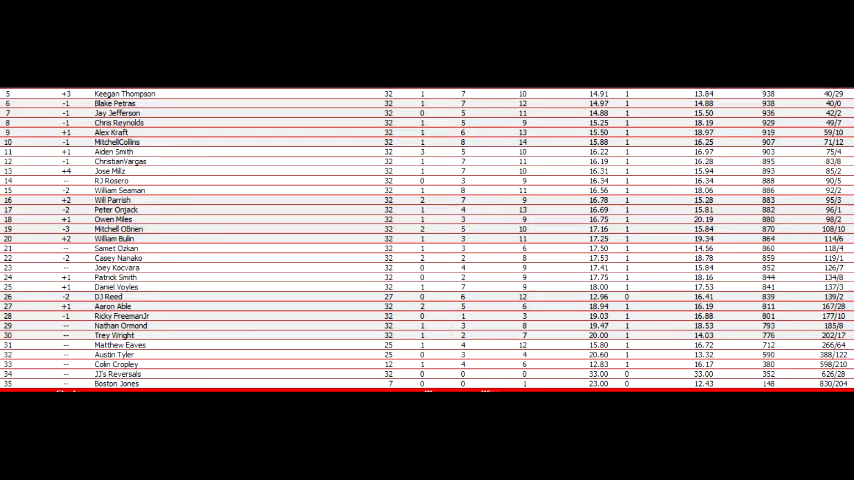 5 +3 Keegan Thompson 32 1 7 10 14.91 1 13.84 938 40/29
6 -1 Blake Petras 32 1 7 12 14.97 1 14.88 938 40/0
7 -1 Jay Jefferson 32 0 5 11 14.88 1 15.50 936 42/2
8 -1 Chris Reynolds 32 1 5 9 15.25 1 18.19 929 49/7
9 +1 Alex Kraft 32 1 6 13 15.50 1 18.97 919 59/10
10 -1 MitchellCollins 32 1 8 14 15.88 1 16.25 907 71/12
11 +1 Aiden Smith 32 3 5 10 16.22 1 16.97 903 75/4
12 -1 ChristianVargas 32 1 7 11 16.19 1 16.28 895 83/8
13 +4 Jose Millz 32 1 7 10 16.31 1 15.94 893 85/2
14 -- RJ Rosero 32 0 3 9 16.34 1 16.34 888 90/5
15 -2 William Seaman 32 1 8 11 16.56 1 18.06 886 92/2
16 +2 Will Parrish 32 2 7 9 16.78 1 15.28 883 95/3
17 -2 Peter Onjack 32 1 4 13 16.69 1 15.81 882 96/1
18 +1 Owen Miles 32 1 3 9 16.75 1 19.19 880 98/2
19 -3 Mitchell OBrien 32 2 5 10 17.16 1 15.84 870 108/10
20 +2 William Bulin 32 1 3 11 17.25 1 19.34 864 114/6
21 -- Samet Ozkan 32 1 3 6 17.50 1 14.56 860 118/4
22 -2 Casey Nanako 32 2 2 8 17.53 1 18.78 859 119/1
23 -- Joey Kocvara 32 0 4 9 17.41 1 15.84 852 126/7
24 +1 Patrick Smith 32 0 2 9 17.75 1 18.16 844 134/8
25 +1 Daniel Voyles 32 1 7 9 18.00 1 17.53 841 137/3
26 -2 DJ Reed 27 0 6 12 12.96 0 16.41 839 139/2
27 +1 Aaron Able 32 2 5 6 18.94 1 16.19 811 167/28
28 -1 Ricky FreemanJr 32 0 1 3 19.03 1 16.88 801 177/10
29 -- Nathan Ormond 32 1 3 8 19.47 1 18.53 793 185/8
30 -- Trey Wright 32 1 2 7 20.00 1 14.03 776 202/17
31 -- Matthew Eaves 25 1 4 12 15.80 1 16.72 712 266/64
32 -- Austin Tyler 25 0 3 4 20.60 1 13.32 590 388/122
33 -- Colin Cropley 12 1 4 6 12.83 1 16.17 380 598/210
34 -- JJ's Reversals 32 0 0 0 33.00 0 33.00 352 626/28
35 -- Boston Jones 7 0 0 1 23.00 0 12.43 148 830/204